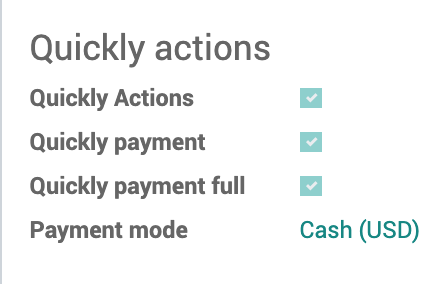 Quickly actions
Quickly Actions
Quickly payment
Quickly payment full
Payment mode Cash (USD)